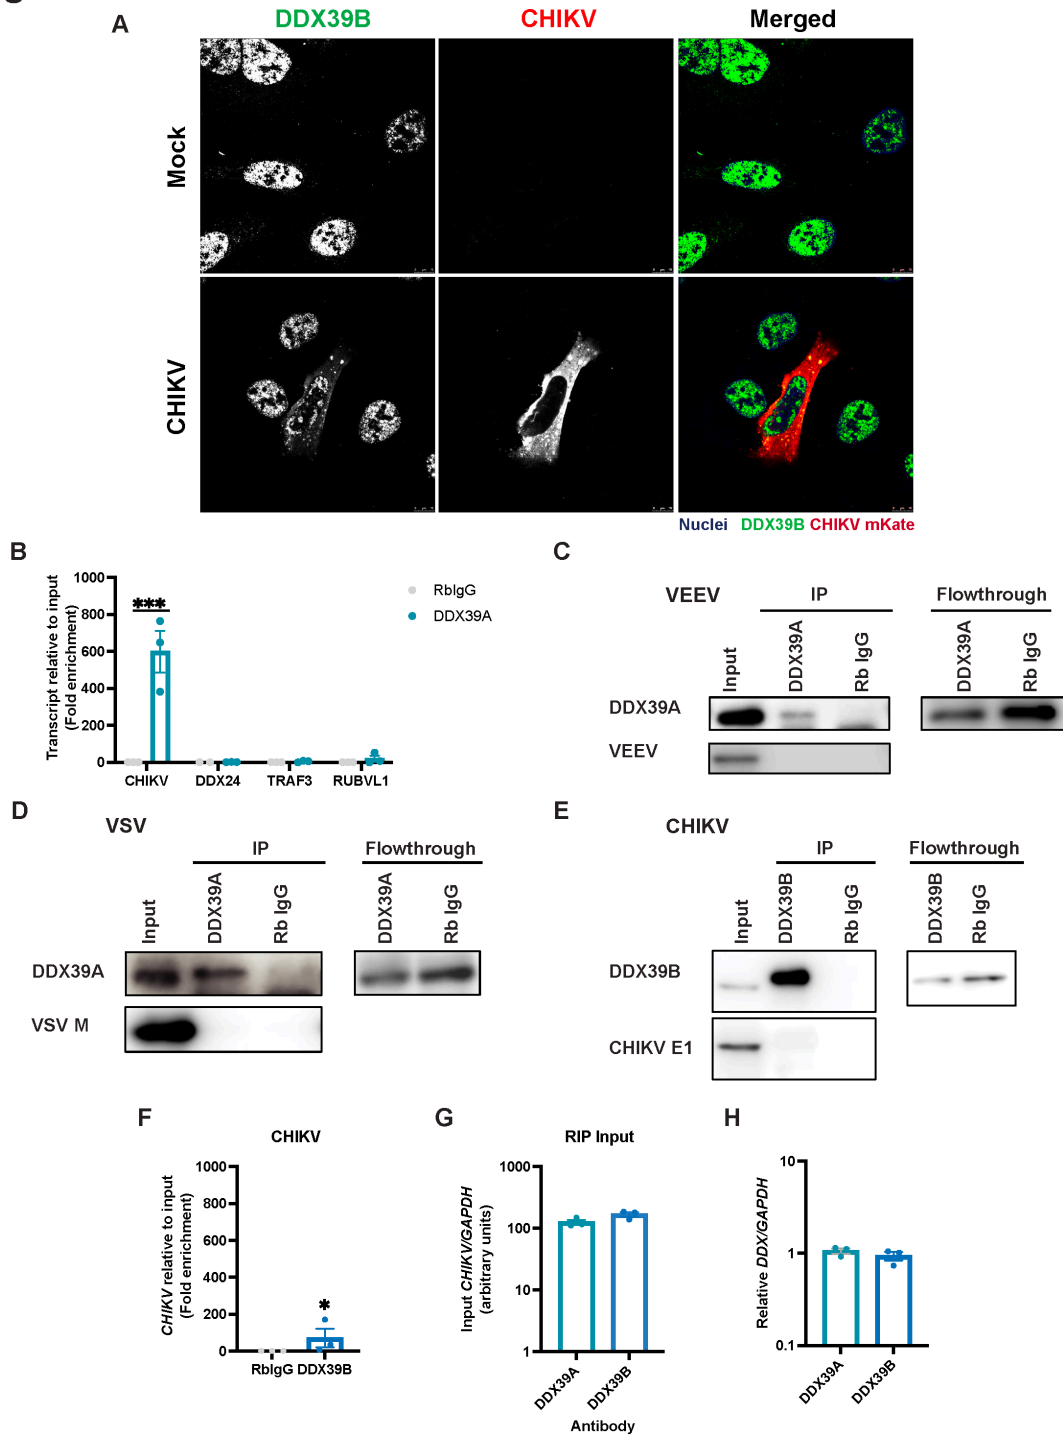 A
DDX39B
CHIKV
Merged
Mock
CHIKV
Nuclei DDX39B CHIKV mKate
B
Transcript relative to input
(Fold enrichment)
1000
800
600
400
200
0
***
CHIKV
DDX24
TRAF3
RUBVL1
RbIgG
DDX39A
C
VEEV
IP
Flowthrough
Input
DDX39A
Rb IgG
DDX39A
Rb IgG
DDX39A
VEEV
D
VSV
IP
Flowthrough
Input
DDX39A
Rb IgG
DDX39A
Rb IgG
DDX39A
VSV M
E
CHIKV
IP
Flowthrough
Input
DDX39B
Rb IgG
DDX39B
Rb IgG
DDX39B
CHIKV E1
F
CHIKV
CHIKV relative to input
(Fold enrichment)
1000
800
600
400
200
0
*
RbIgG DDX39B
G
RIP Input
Input CHIKV/GAPDH
(arbitrary units)
1000
100
10
1
DDX39A
DDX39B
Antibody
H
Relative DDX/GAPDH
10
1
0.1
DDX39A
DDX39B